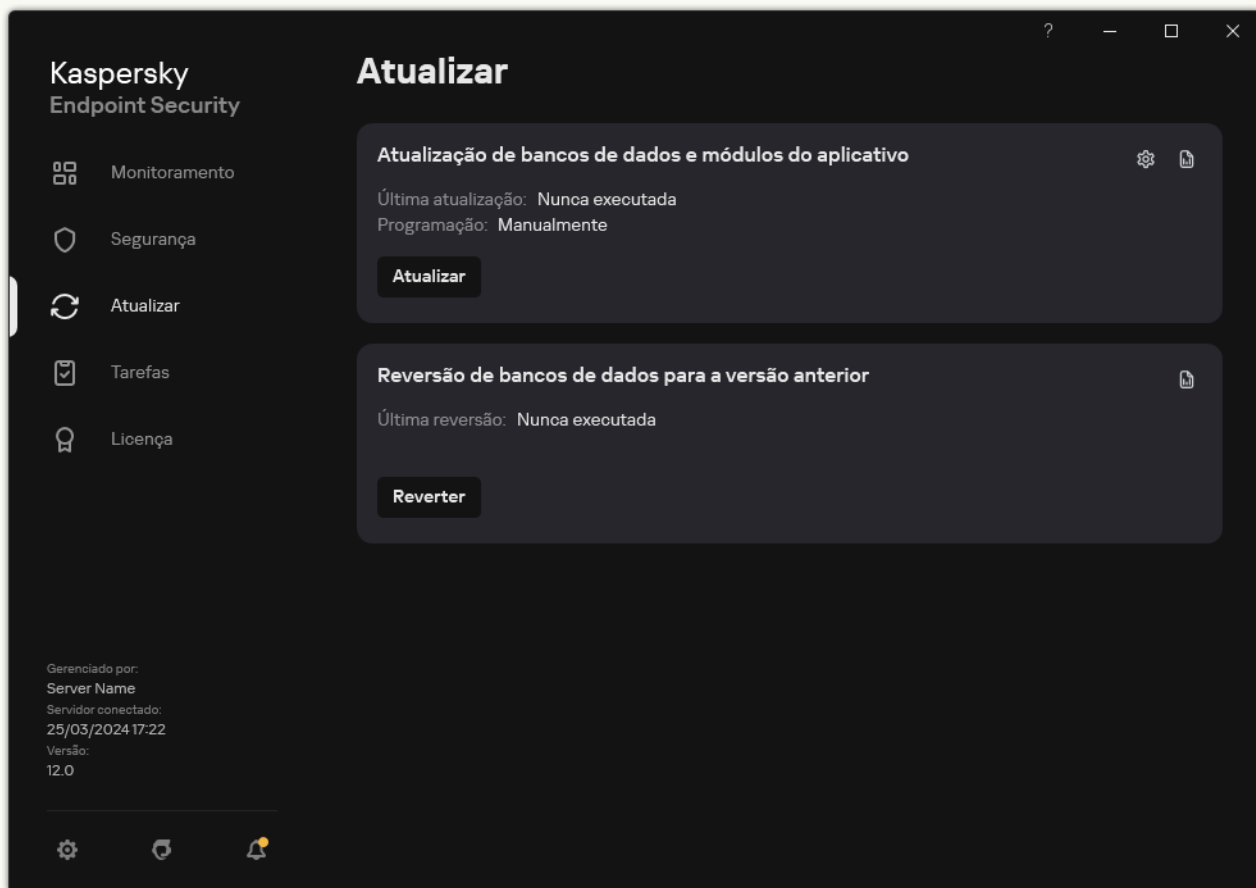 ?
Kaspersky
Endpoint Security
Monitoramento
Segurança
Atualizar
Tarefas
Licença
Gerenciado por:
Server Name
Servidor conectado:
25/03/2024 17:22
Versão:
12.0
Atualizar
Atualização de bancos de dados e módulos do aplicativo
Última atualização: Nunca executada
Programação: Manualmente
Atualizar
Reversão de bancos de dados para a versão anterior
Última reversão: Nunca executada
Reverter